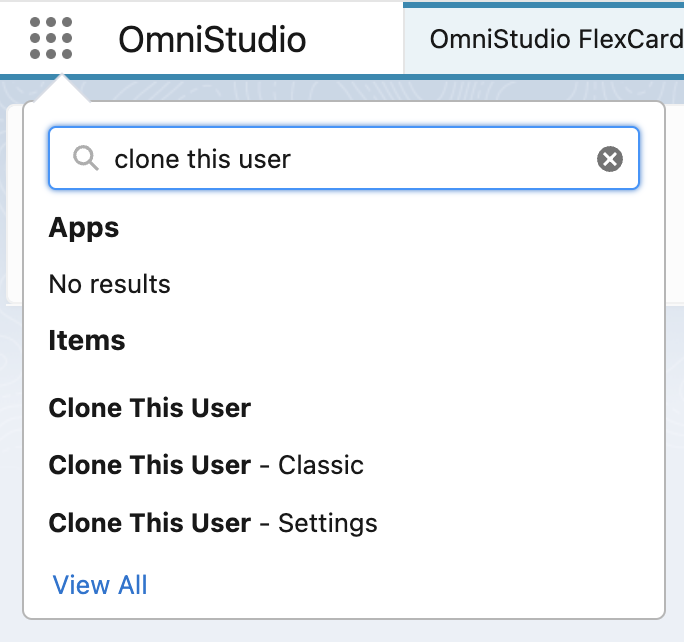 OmniStudio
OmniStudio FlexCard
clone this user
Apps
No results
Items
Clone This User
Clone This User - Classic
Clone This User - Settings
View All